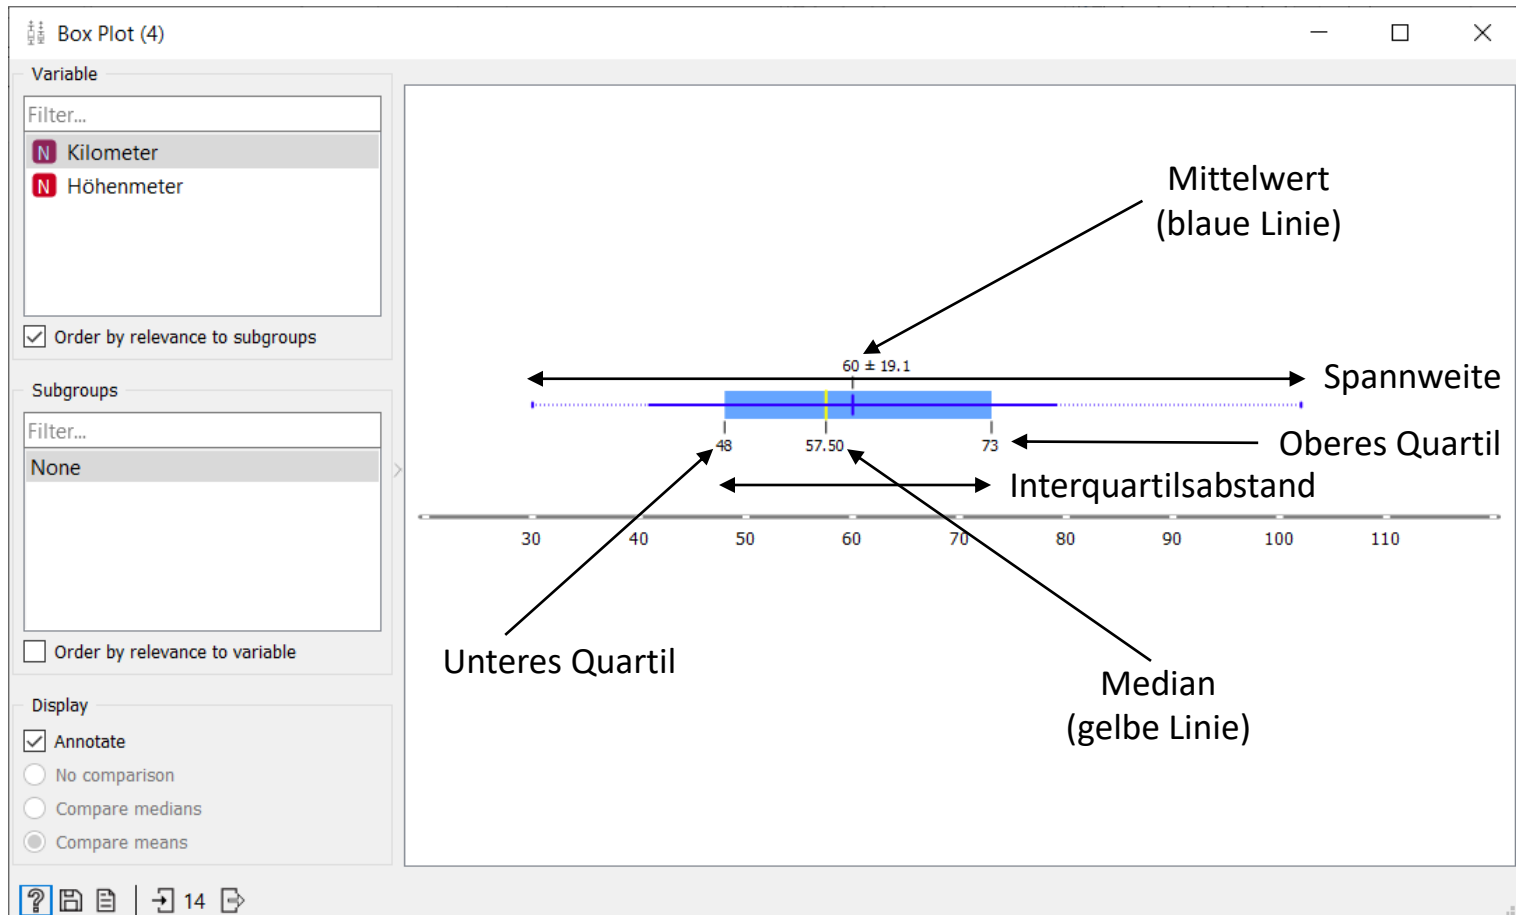 Box Plot (4)
Variable
Filter...
N Kilometer
N Höhenmeter
Order by relevance to subgroups
Subgroups
Filter...
None
Order by relevance to variable
Display
Annotate
No comparison
Compare medians
Compare means
14
Mittelwert
(blaue Linie)
60 ± 19.1
Spannweite
48 57.50 73
Oberes Quartil
Interquartilsabstand
30 40 50 60 70 80 90 100 110
Unteres Quartil
Median
(gelbe Linie)